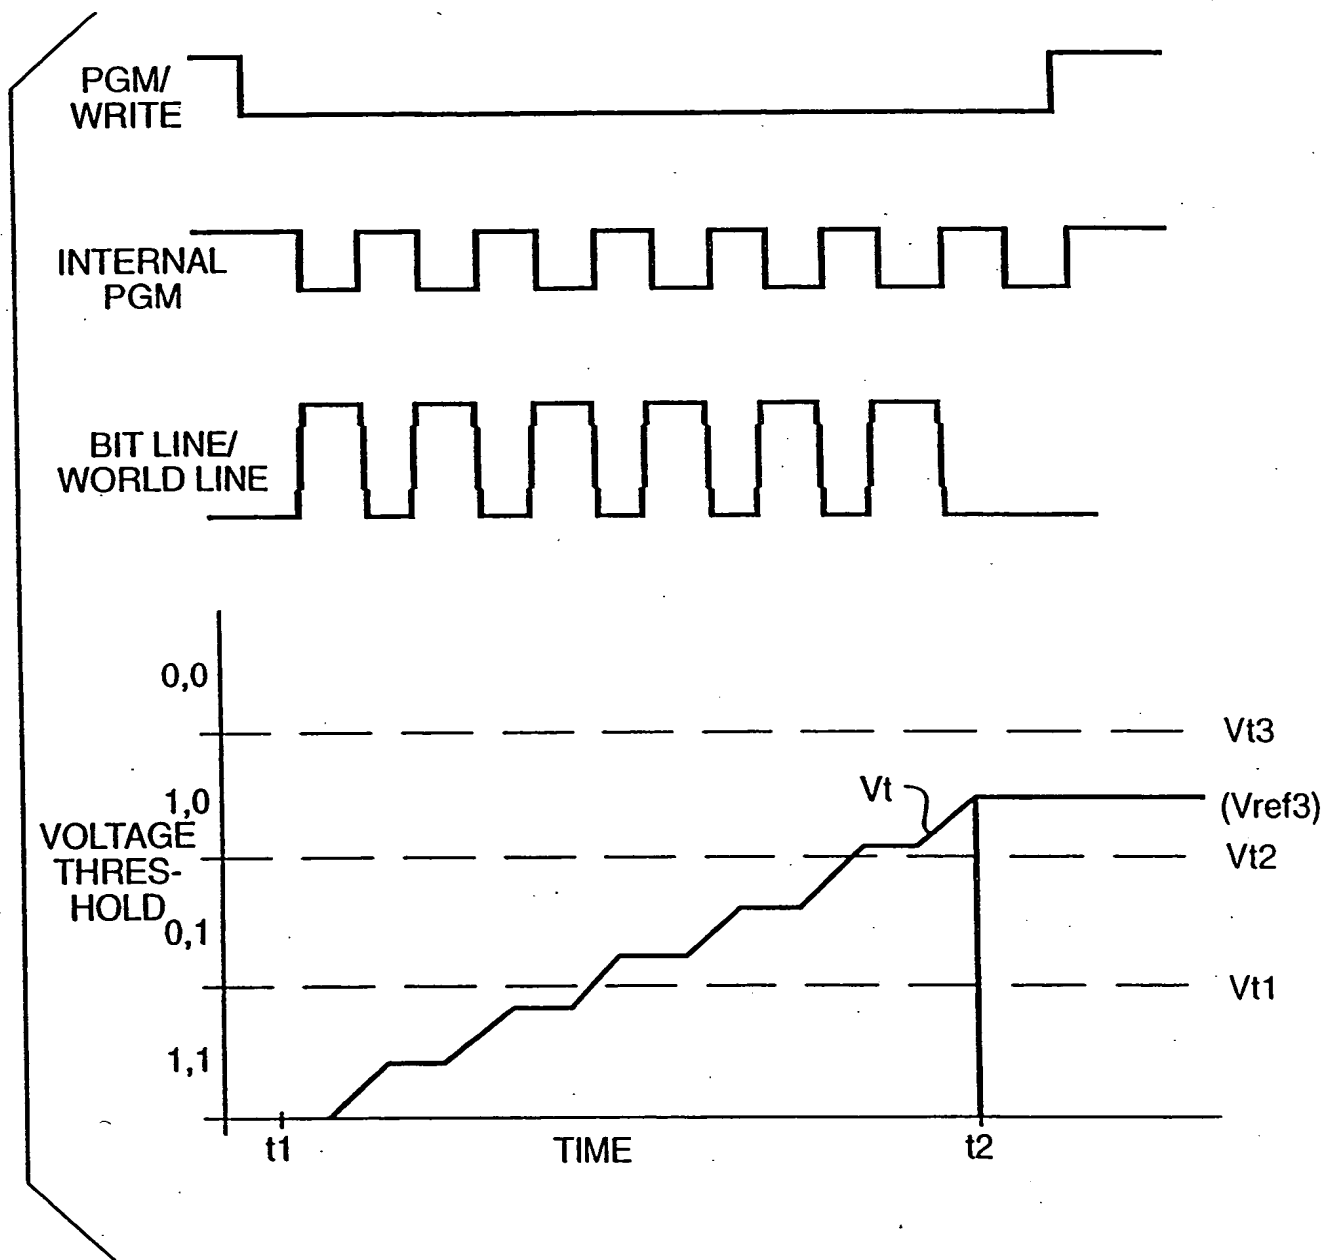 PGM/
WRITE
INTERNAL
PGM
BIT LINE/
WORLD LINE
0,0
Vt3
Vt
1,0
(Vref3)
VOLTAGE
THRES-
HOLD
Vt2
0,1
Vt1
1,1
t1
TIME
t2